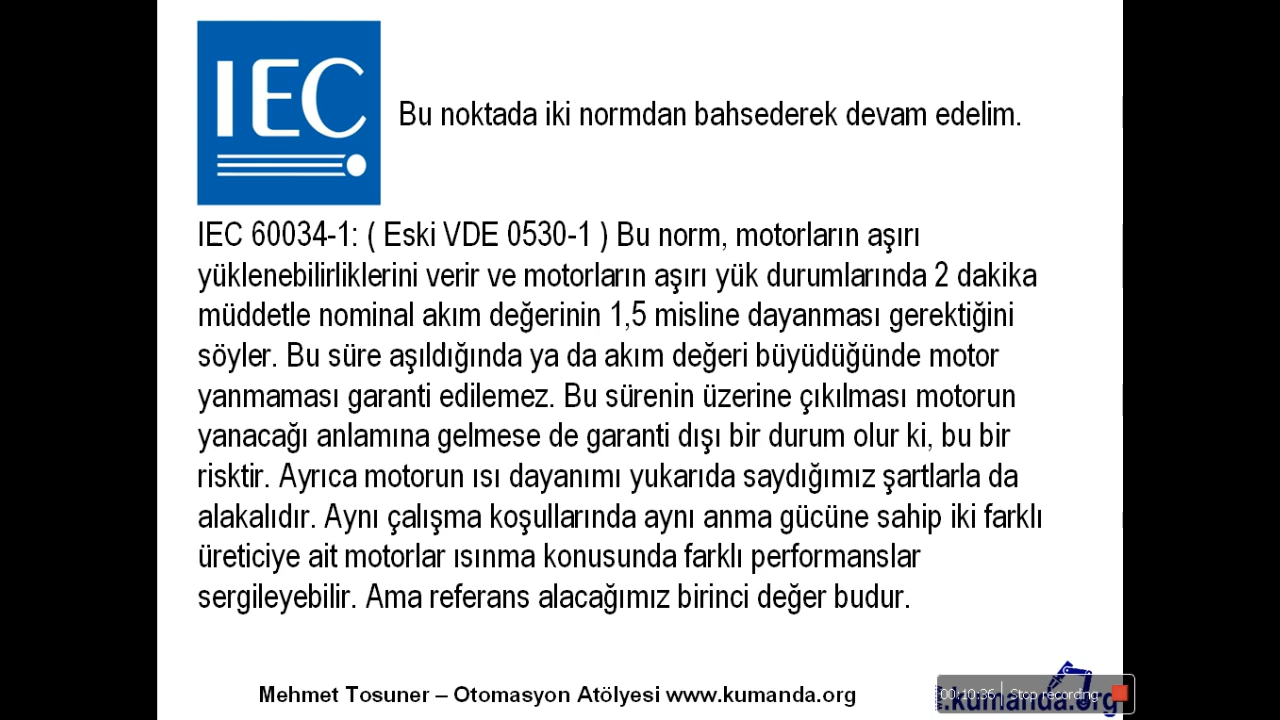 IEC
Bu noktada iki normdan bahsederek devam edelim.
IEC 60034-1: ( Eski VDE 0530-1 ) Bu norm, motorların aşırı
yüklenebilirliklerini verir ve motorların aşırı yük durumlarında 2 dakika
müddetle nominal akım değerinin 1,5 misline dayanması gerektiğini
söyler. Bu süre aşıldığında ya da akım değeri büyüdüğünde motor
yanmaması garanti edilemez. Bu sürenin üzerine çıkılması motorun
yanacağı anlamına gelmese de garanti dışı bir durum olur ki, bu bir
risktir. Ayrıca motorun ısı dayanımı yukarıda saydığımız şartlarla da
alakalıdır. Aynı çalışma koşullarında aynı anma gücüne sahip iki farklı
üreticiye ait motorlar ısınma konusunda farklı performanslar
sergileyebilir. Ama referans alacağımız birinci değer budur.
Mehmet Tosuner – Otomasyon Atölyesi www.kumanda.org
00:10:36 Stop recording
.kumanda.org